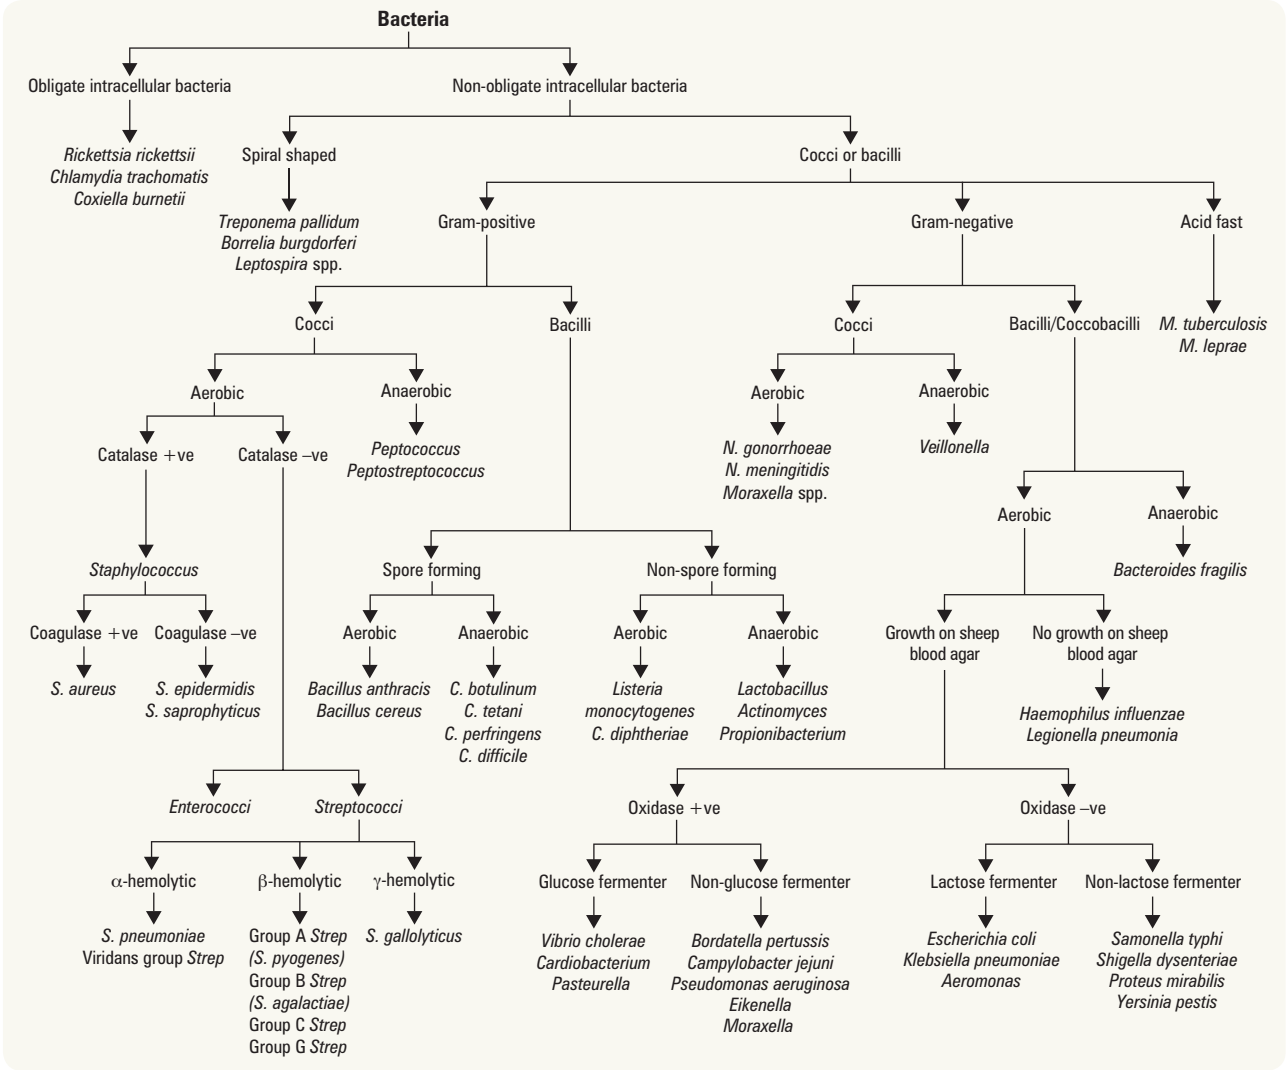 Bacteria
Obligate intracellular bacteria
Non-obligate intracellular bacteria
Rickettsia rickettsii
Chlamydia trachomatis
Coxiella burnetii
Spiral shaped
Cocci or bacilli
Treponema pallidum
Borrelia burgdorferi
Leptospira spp.
Gram-positive
Gram-negative
Acid fast
Cocci
Bacilli
Cocci
Bacilli/Coccobacilli
M. tuberculosis
M. leprae
Aerobic
Anaerobic
Aerobic
Anaerobic
Catalase +ve
Catalase –ve
Peptococcus
Peptostreptococcus
N. gonorrhoeae
N. meningitidis
Moraxella spp.
Veillonella
Aerobic
Anaerobic
Staphylococcus
Spore forming
Non-spore forming
Bacteroides fragilis
Coagulase +ve
Coagulase –ve
Aerobic
Anaerobic
Aerobic
Anaerobic
Growth on sheep
blood agar
No growth on sheep
blood agar
S. aureus
S. epidermidis
S. saprophyticus
Bacillus anthracis
Bacillus cereus
C. botulinum
C. tetani
C. perfringens
C. difficile
Listeria
monocytogenes
C. diphtheriae
Lactobacillus
Actinomyces
Propionibacterium
Haemophilus influenzae
Legionella pneumonia
Enterococci
Streptococci
Oxidase +ve
Oxidase –ve
α-hemolytic
β-hemolytic
γ-hemolytic
Glucose fermenter
Non-glucose fermenter
Lactose fermenter
Non-lactose fermenter
S. pneumoniae
Viridans group Strep
Group A Strep
(S. pyogenes)
Group B Strep
(S. agalactiae)
Group C Strep
Group G Strep
S. gallolyticus
Vibrio cholerae
Cardiobacterium
Pasteurella
Bordatella pertussis
Campylobacter jejuni
Pseudomonas aeruginosa
Eikenella
Moraxella
Escherichia coli
Klebsiella pneumoniae
Aeromonas
Samonella typhi
Shigella dysenteriae
Proteus mirabilis
Yersinia pestis